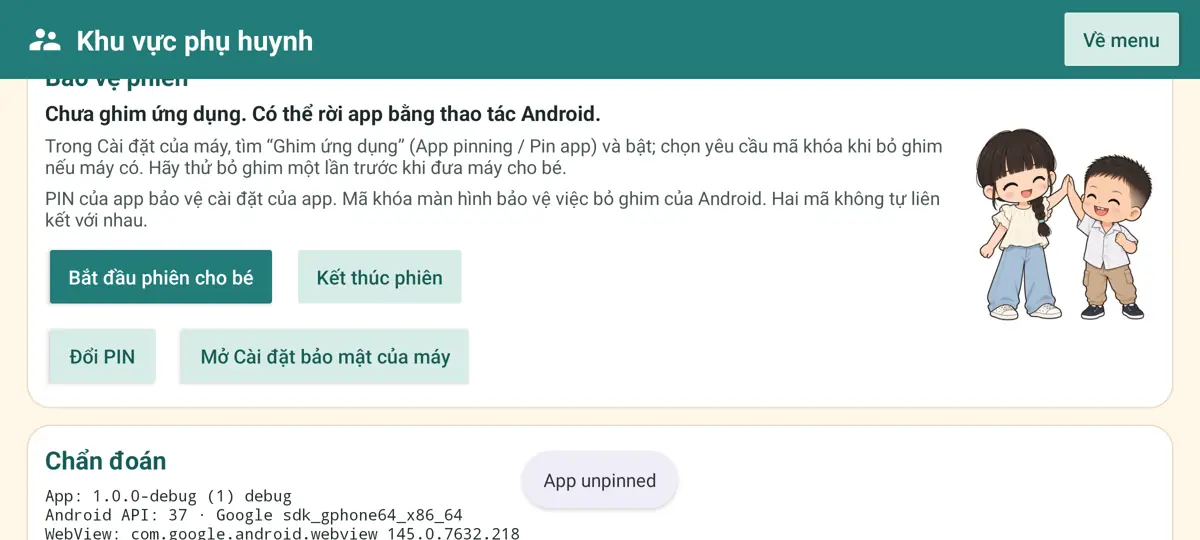 Khu vực phụ huynh
Về menu
Bảo vệ phiên
Chưa ghim ứng dụng. Có thể rời app bằng thao tác Android.
Trong Cài đặt của máy, tìm “Ghim ứng dụng” (App pinning / Pin app) và bật; chọn yêu cầu mã khóa khi bỏ ghim
nếu máy có. Hãy thử bỏ ghim một lần trước khi đưa máy cho bé.
PIN của app bảo vệ cài đặt của app. Mã khóa màn hình bảo vệ việc bỏ ghim của Android. Hai mã không tự liên
kết với nhau.
Bắt đầu phiên cho bé
Kết thúc phiên
Đổi PIN
Mở Cài đặt bảo mật của máy
Chẩn đoán
App unpinned
App: 1.0.0-debug (1) debug
Android API: 37 · Google sdk_gphone64_x86_64
WebView: com.google.android.webview 145.0.7632.218